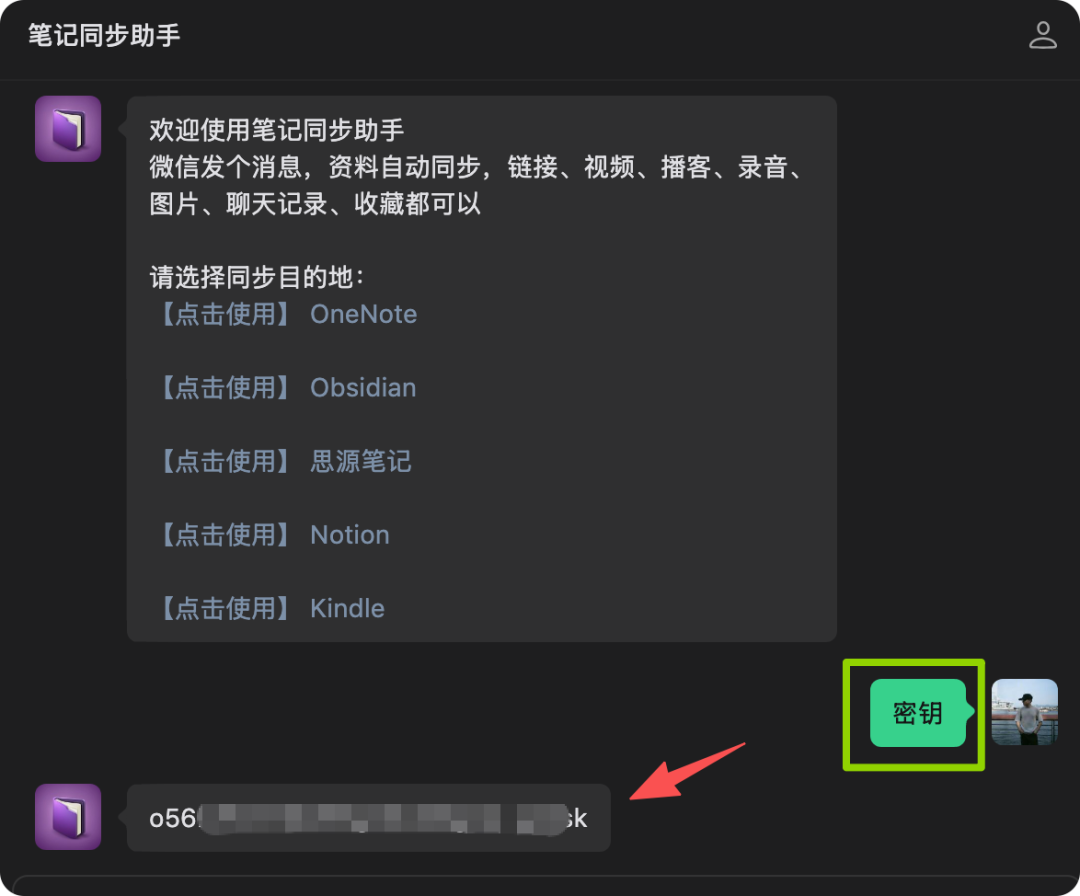 笔记同步助手
欢迎使用笔记同步助手
微信发个消息，资料自动同步，链接、视频、播客、录音、
图片、聊天记录、收藏都可以
请选择同步目的地：
【点击使用】 OneNote
【点击使用】 Obsidian
【点击使用】 思源笔记
【点击使用】 Notion
【点击使用】 Kindle
密钥